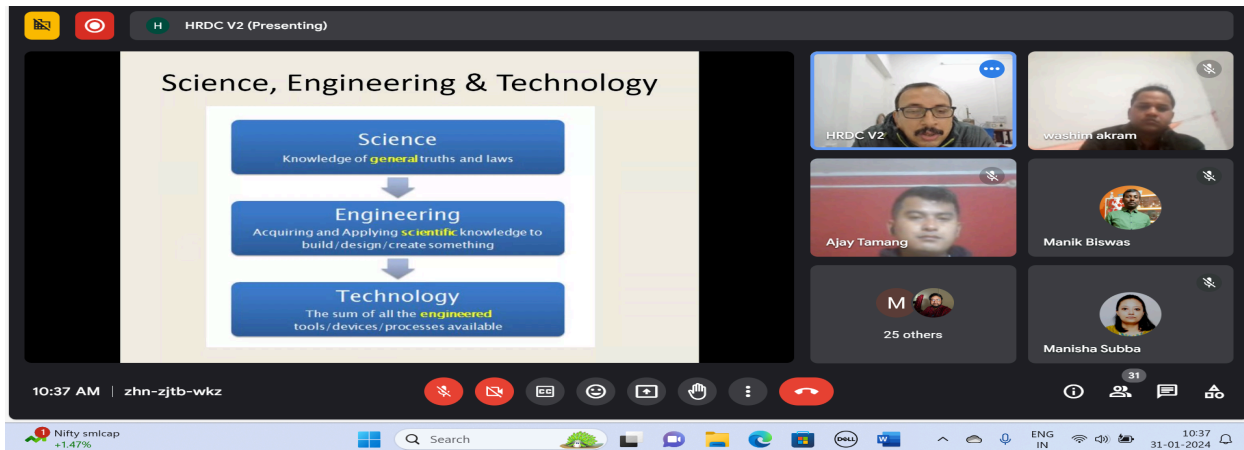 H HRDC V2 (Presenting)
Science, Engineering & Technology
Science
Knowledge of general truths and laws
Engineering
Acquiring and Applying scientific knowledge to
build/design/create something
Technology
The sum of all the engineered
tools/devices/processes available
HRDC V2
washim akram
Ajay Tamang
Manik Biswas
M
25 others
Manisha Subba
10:37 AM | zhn-zjtb-wkz
CC
31
1
Nifty smlcap
+1.47%
Search
DELL
W
ENG
IN
10:37
31-01-2024